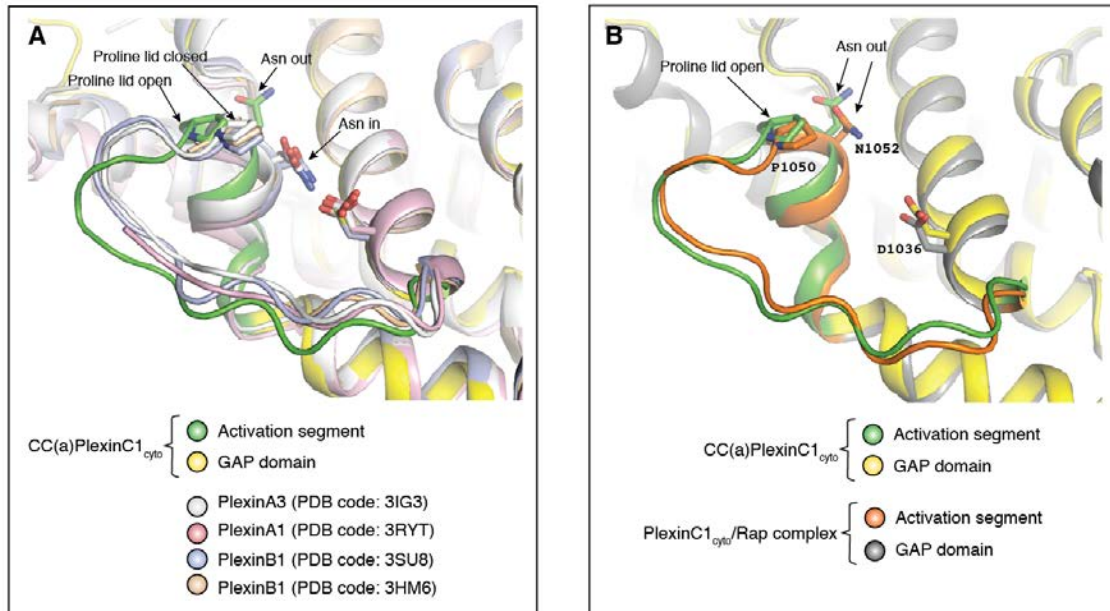 A
Proline lid closed
Asn out
Proline lid open
Asn in
CC(a)PlexinC1cyto
Activation segment
GAP domain
PlexinA3 (PDB code: 3IG3)
PlexinA1 (PDB code: 3RYT)
PlexinB1 (PDB code: 3SU8)
PlexinB1 (PDB code: 3HM6)
B
Asn out
Proline lid open
N1052
P1050
D1036
CC(a)PlexinC1cyto
Activation segment
GAP domain
PlexinC1cyto/Rap complex
Activation segment
GAP domain